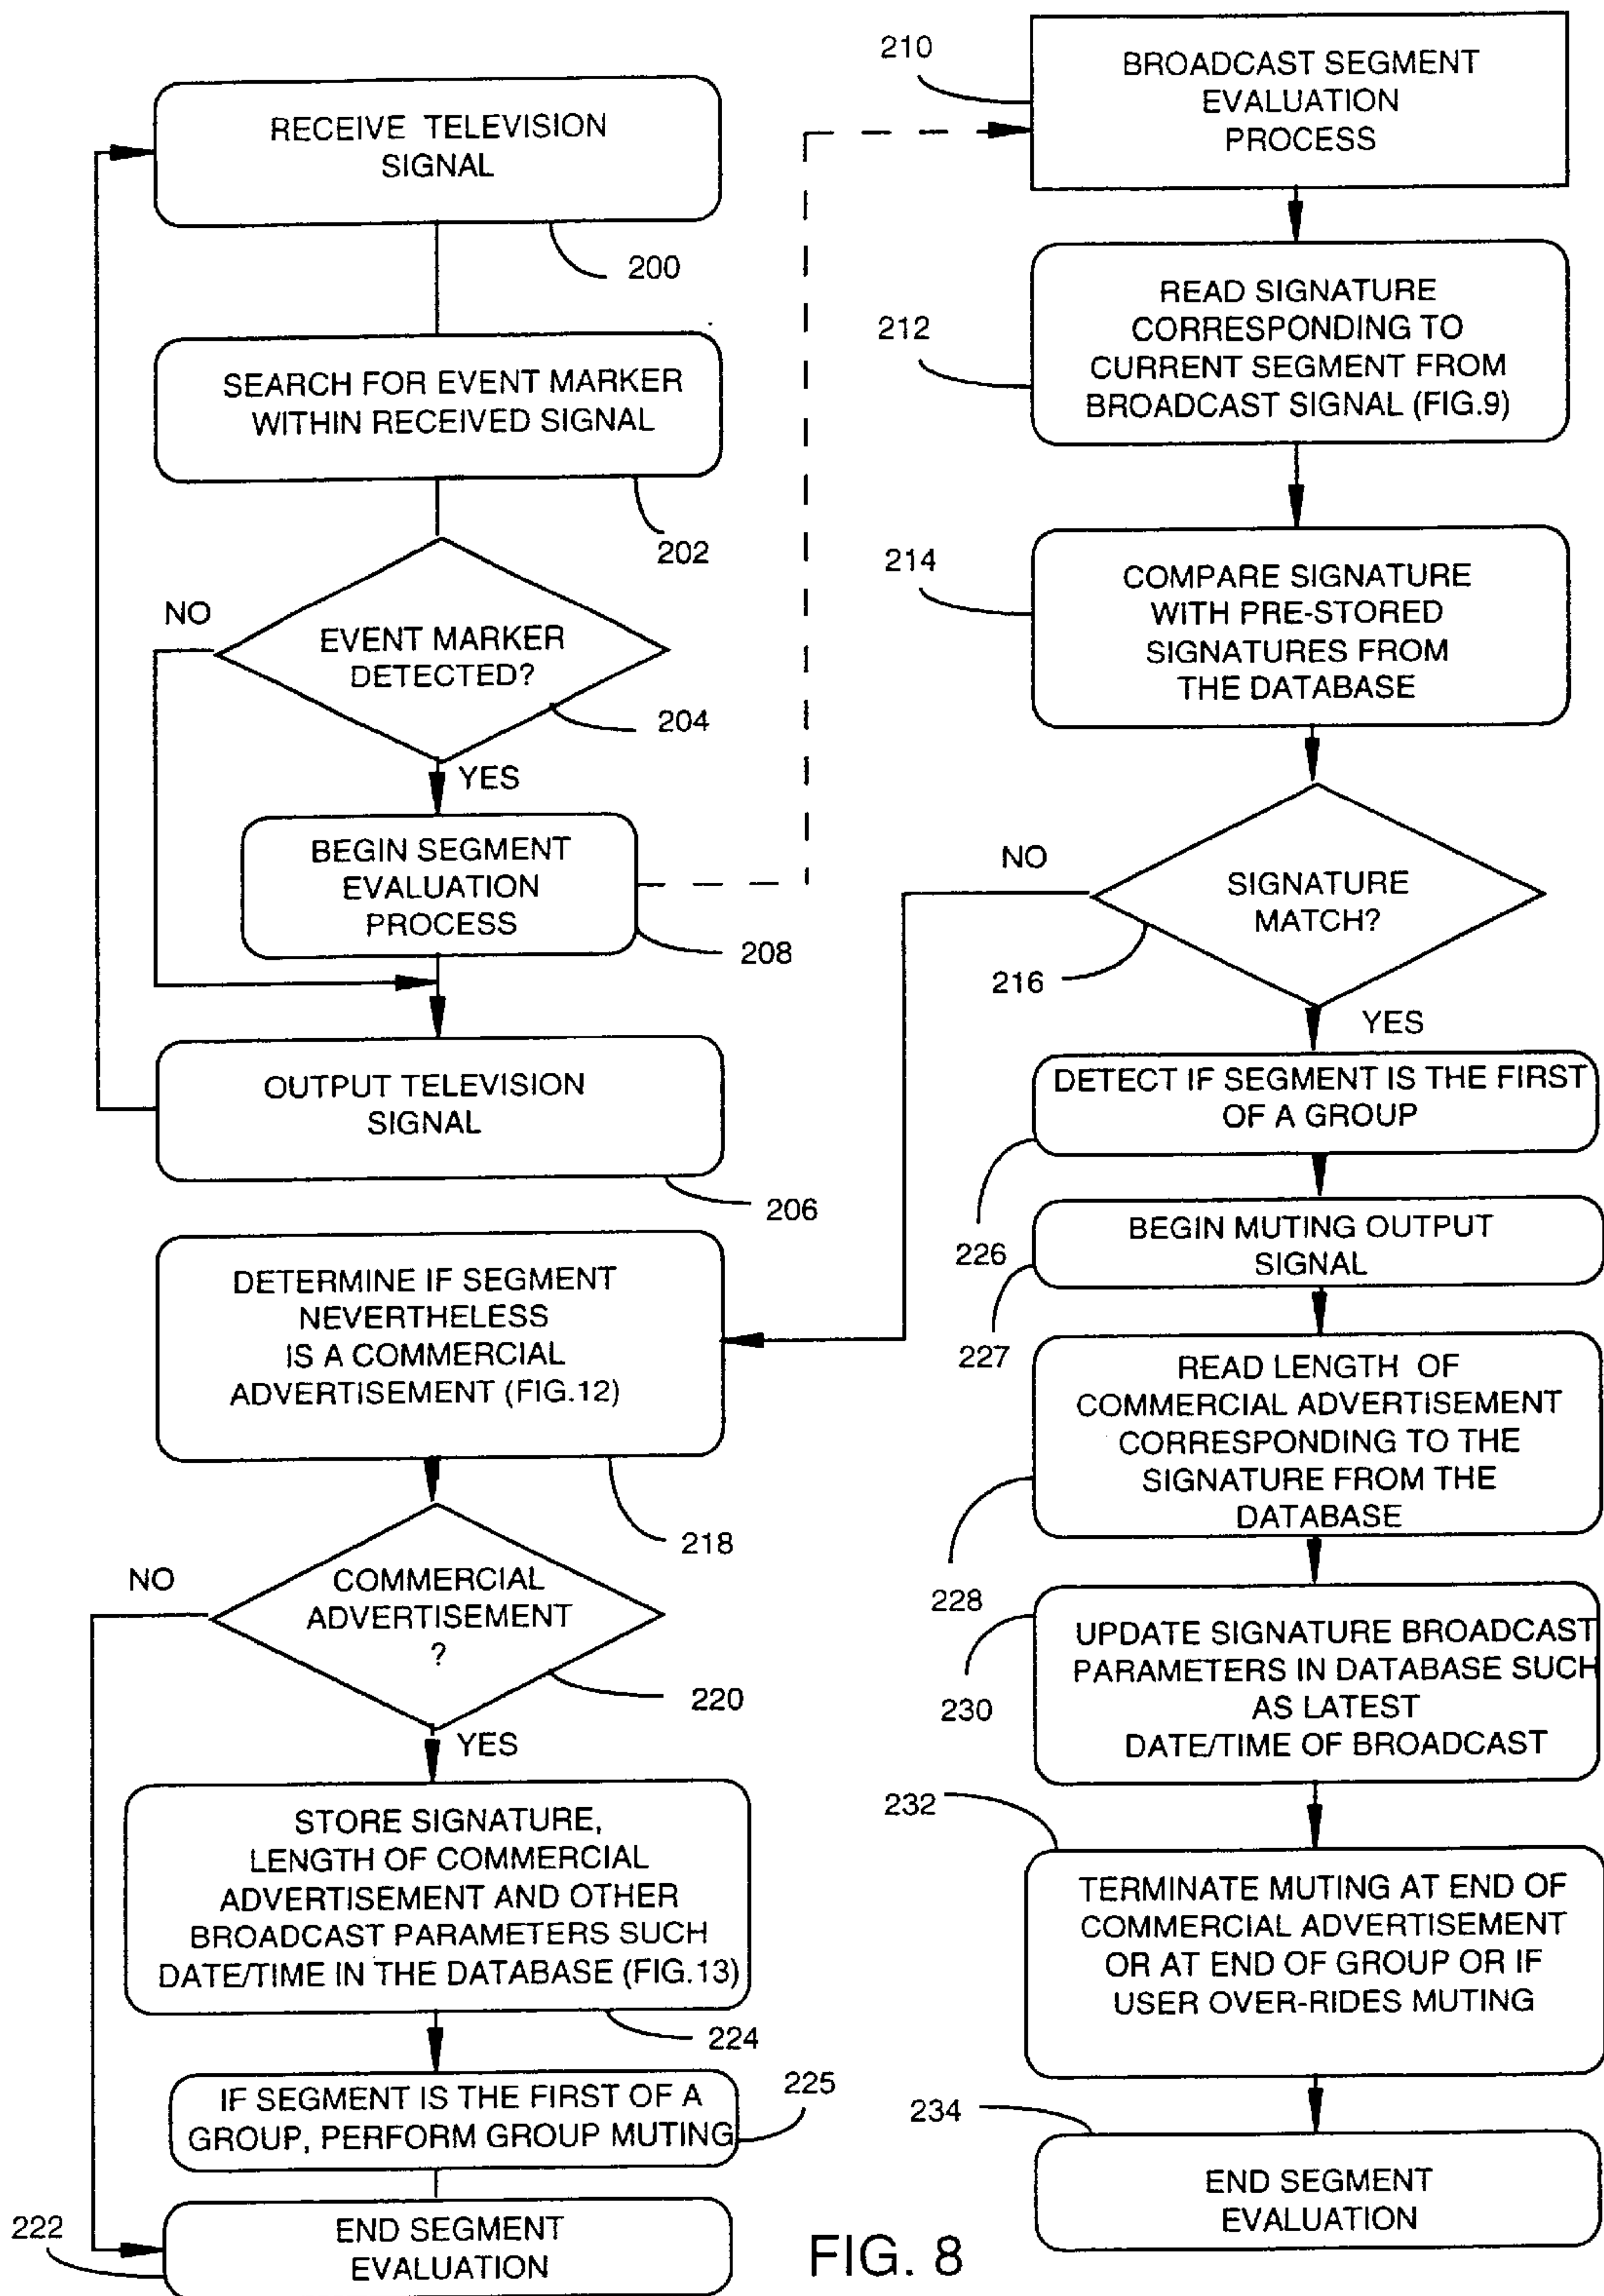 RECEIVE TELEVISION
SIGNAL
200
SEARCH FOR EVENT MARKER
WITHIN RECEIVED SIGNAL
202
NO
EVENT MARKER
DETECTED?
204
YES
BEGIN SEGMENT
EVALUATION
PROCESS
208
OUTPUT TELEVISION
SIGNAL
206
DETERMINE IF SEGMENT
NEVERTHELESS
IS A COMMERCIAL
ADVERTISEMENT (FIG.12)
218
NO
COMMERCIAL
ADVERTISEMENT
?
220
YES
STORE SIGNATURE,
LENGTH OF COMMERCIAL
ADVERTISEMENT AND OTHER
BROADCAST PARAMETERS SUCH
DATE/TIME IN THE DATABASE (FIG.13)
224
IF SEGMENT IS THE FIRST OF A
GROUP, PERFORM GROUP MUTING
225
222
END SEGMENT
EVALUATION
210
BROADCAST SEGMENT
EVALUATION
PROCESS
212
READ SIGNATURE
CORRESPONDING TO
CURRENT SEGMENT FROM
BROADCAST SIGNAL (FIG.9)
214
COMPARE SIGNATURE
WITH PRE-STORED
SIGNATURES FROM
THE DATABASE
NO
SIGNATURE
MATCH?
216
YES
DETECT IF SEGMENT IS THE FIRST
OF A GROUP
226
BEGIN MUTING OUTPUT
SIGNAL
227
READ LENGTH OF
COMMERCIAL ADVERTISEMENT
CORRESPONDING TO THE
SIGNATURE FROM THE
DATABASE
228
UPDATE SIGNATURE BROADCAST
PARAMETERS IN DATABASE SUCH
AS LATEST
DATE/TIME OF BROADCAST
230
232
TERMINATE MUTING AT END OF
COMMERCIAL ADVERTISEMENT
OR AT END OF GROUP OR IF
USER OVER-RIDES MUTING
234
END SEGMENT
EVALUATION
FIG. 8